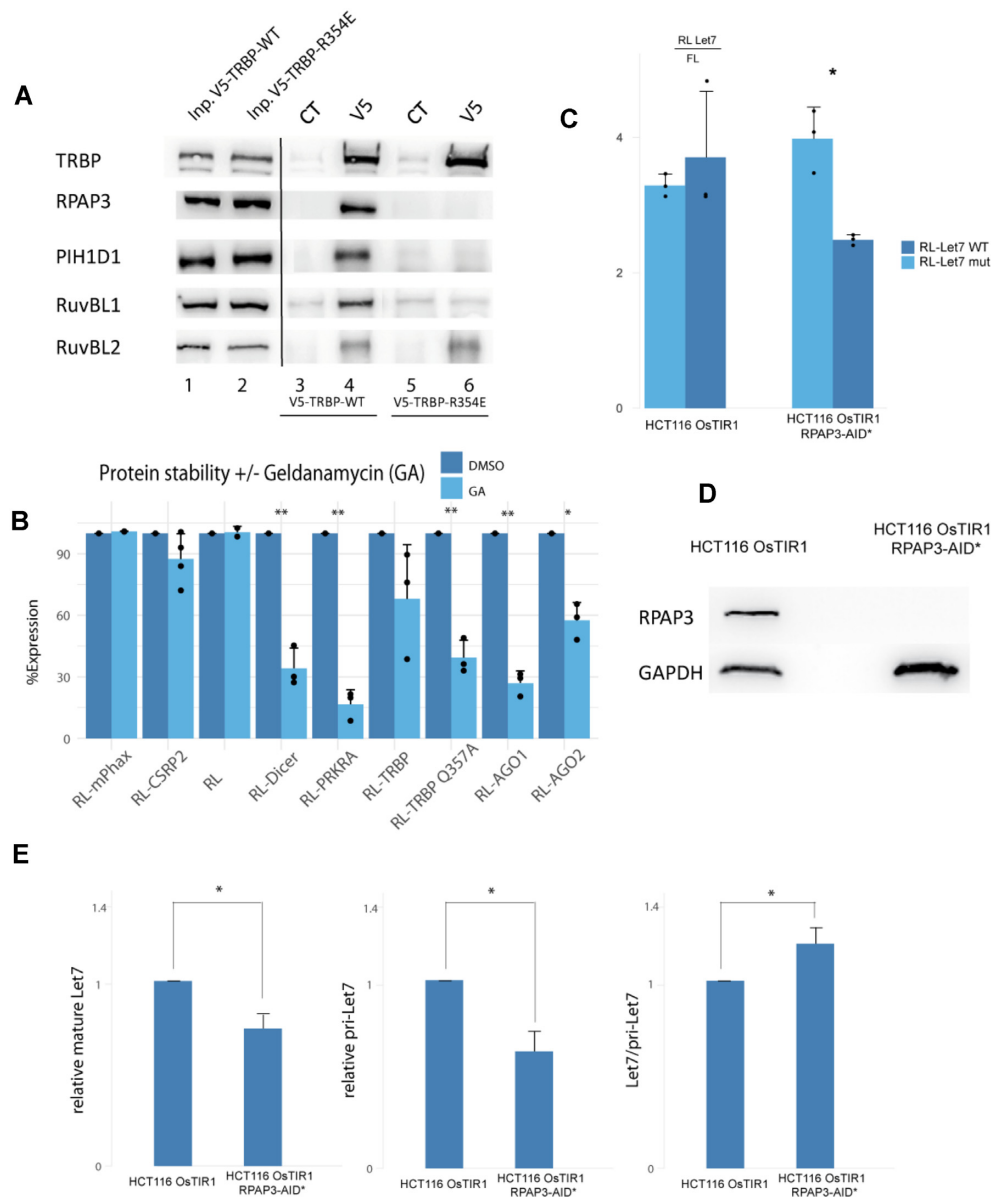 A
Inp. V5-TRBP-WT
Inp. V5-TRBP-R354E
CT
V5
CT
V5
TRBP
RPAP3
PIH1D1
RuvBL1
RuvBL2
1 2 3 4 5 6
V5-TRBP-WT V5-TRBP-R354E
C
RL Let7
FL
*
4
2
0
HCT116 OsTIR1
HCT116 OsTIR1
RPAP3-AID*
RL-Let7 WT
RL-Let7 mut
B
Protein stability +/- Geldanamycin (GA)
DMSO
GA
** ** ** ** *
%Expression
90
60
30
0
RL-mPhax
RL-CSRP2
RL
RL-Dicer
RL-PRKRA
RL-TRBP
RL-TRBP Q357A
RL-AGO1
RL-AGO2
D
HCT116 OsTIR1
HCT116 OsTIR1
RPAP3-AID*
RPAP3
GAPDH
E
relative mature Let7
1.4
1
0
*
HCT116 OsTIR1
HCT116 OsTIR1
RPAP3-AID*
relative pri-Let7
1.4
1
0
*
HCT116 OsTIR1
HCT116 OsTIR1
RPAP3-AID*
Let7/pri-Let7
1.4
1
0
*
HCT116 OsTIR1
HCT116 OsTIR1
RPAP3-AID*